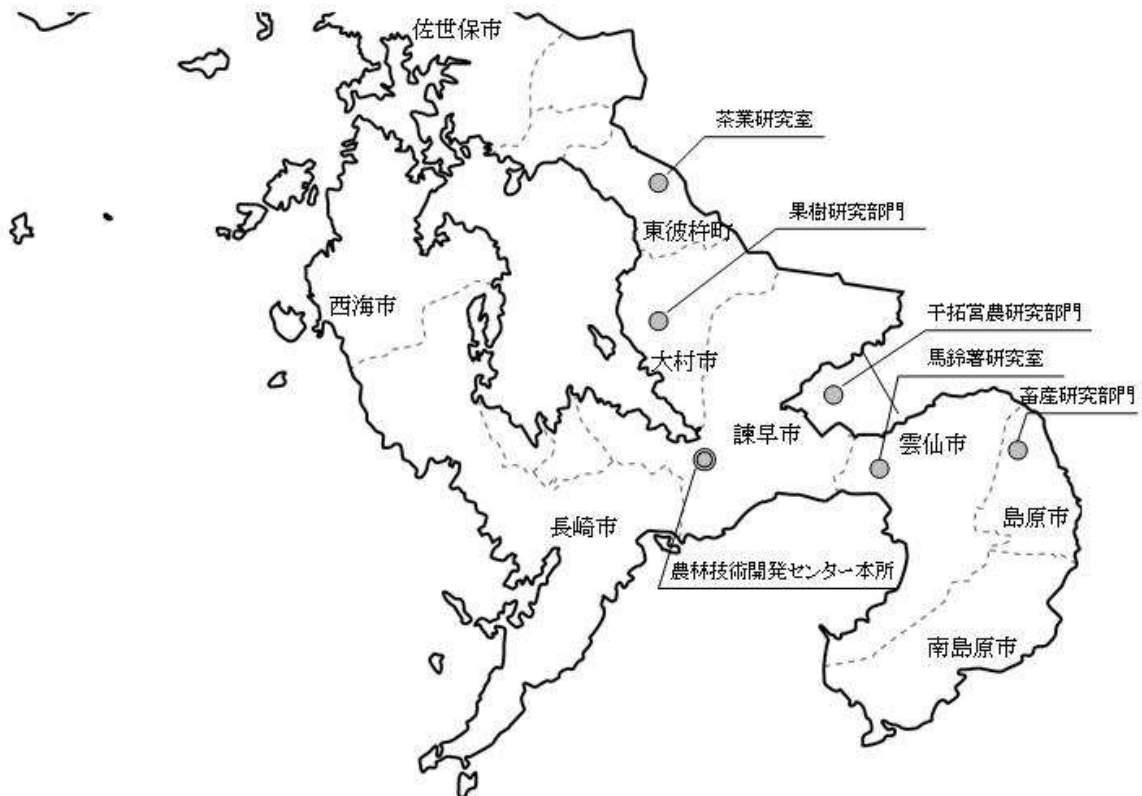 佐世保市
茶業研究室
果樹研究部門
東彼杵町
西海市
干拓営農研究部門
大村市
馬鈴薯研究室
畜産研究部門
諫早市
雲仙市
島原市
長崎市
農林技術開発センター本所
南島原市